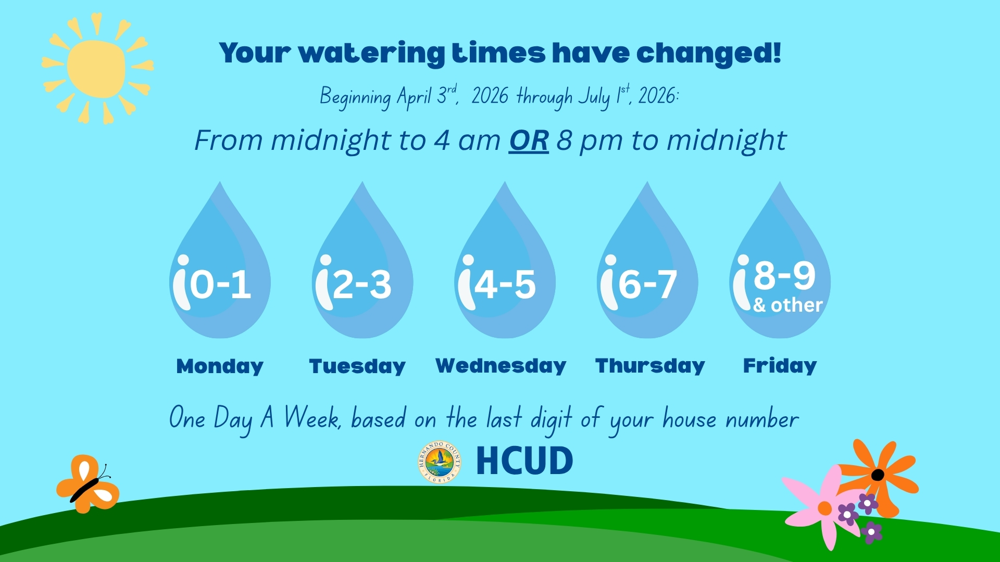 Your watering times have changed!
Beginning April 3rd, 2026 through July 1st, 2026:
From midnight to 4 am OR 8 pm to midnight
0-1
2-3
4-5
6-7
8-9
& other
Monday
Tuesday
Wednesday
Thursday
Friday
One Day A Week, based on the last digit of your house number
HERNANDO COUNTY
FLORIDA
HCUD